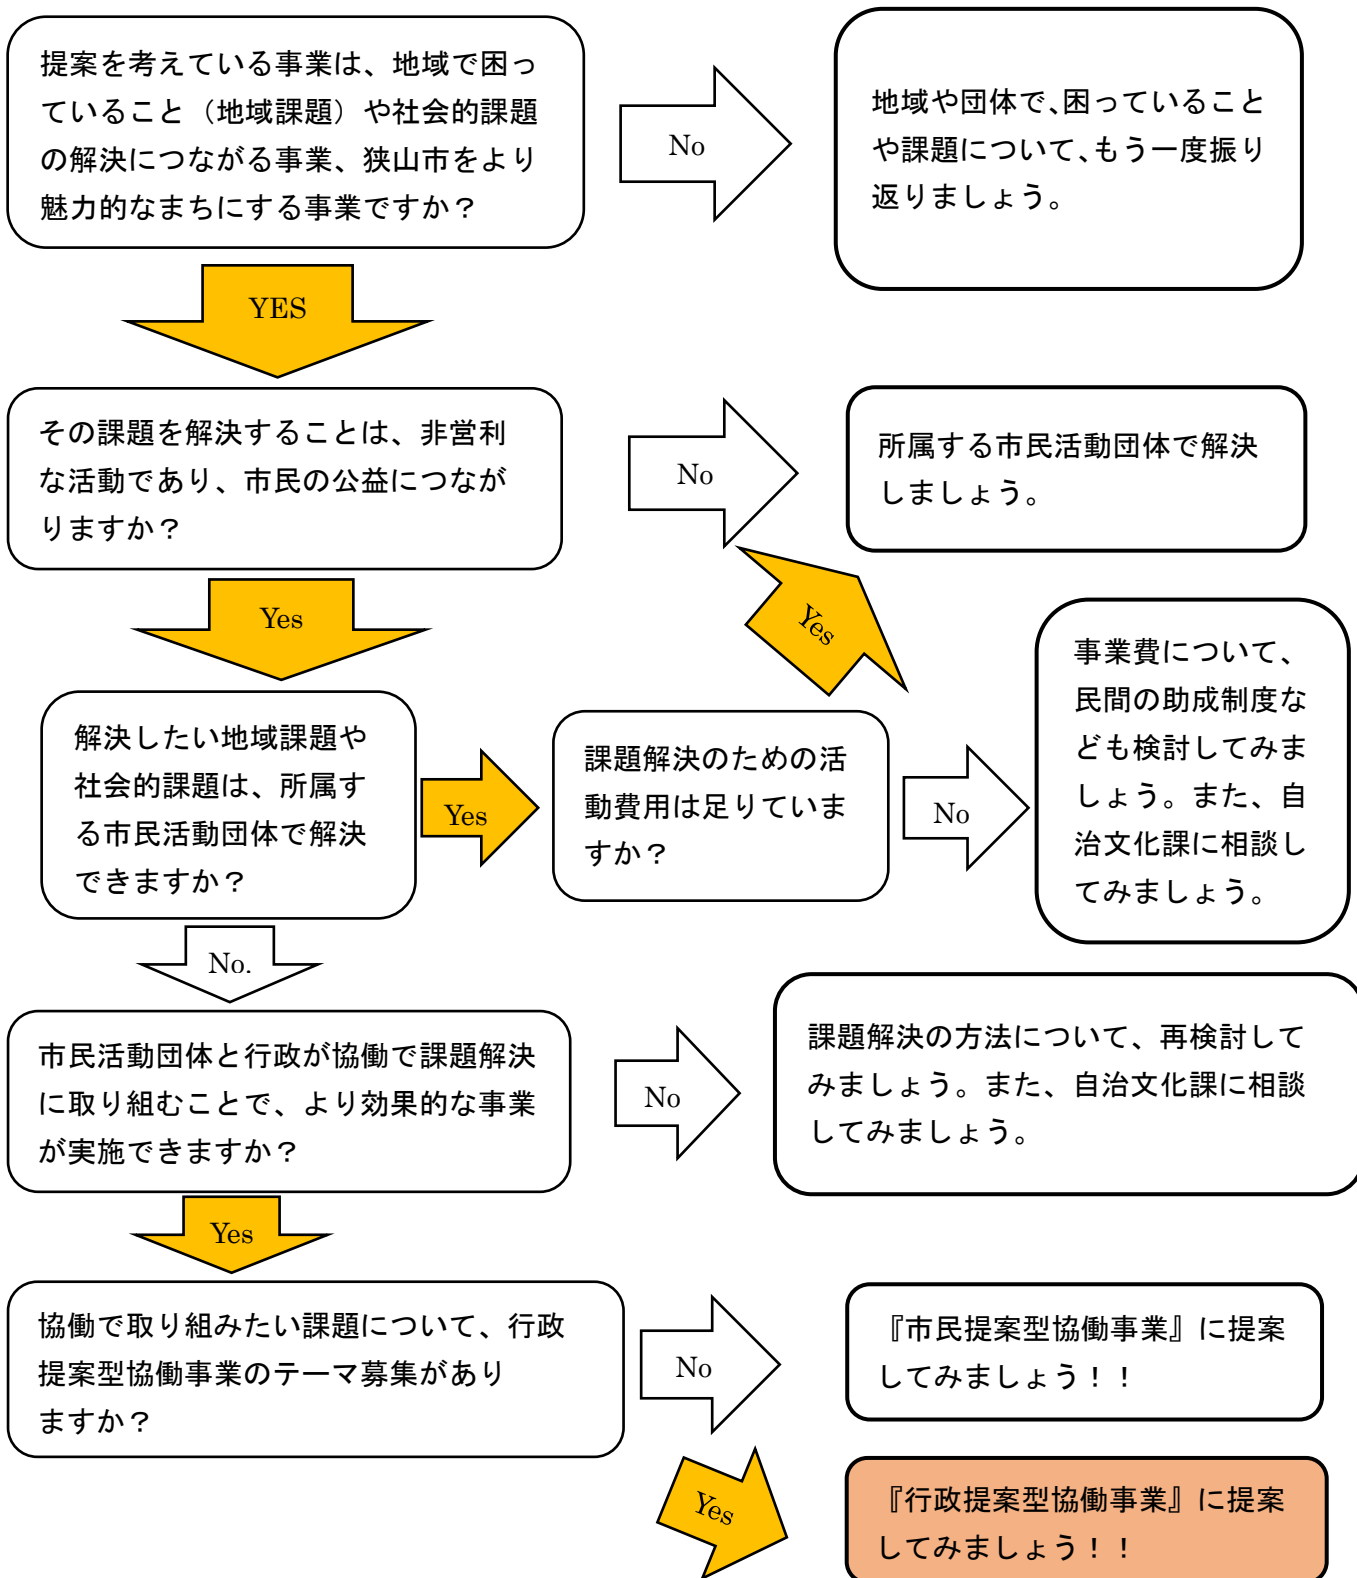 提案を考えている事業は、地域で困っ
ていること（地域課題）や社会的課題
の解決につながる事業、狭山市をより
魅力的なまちにする事業ですか？
No
地域や団体で、困っていること
や課題について、もう一度振り
返りましょう。
YES
その課題を解決することは、非営利
な活動であり、市民の公益につなが
りますか？
No
所属する市民活動団体で解決
しましょう。
Yes
Yes
解決したい地域課題や
社会的課題は、所属す
る市民活動団体で解決
できますか？
Yes
課題解決のための活
動費用は足りていま
すか？
No
事業費について、
民間の助成制度な
ども検討してみま
しょう。また、自
治文化課に相談し
てみましょう。
No.
市民活動団体と行政が協働で課題解決
に取り組むことで、より効果的な事業
が実施できますか？
No
課題解決の方法について、再検討して
みましょう。また、自治文化課に相談
してみましょう。
Yes
協働で取り組みたい課題について、行政
提案型協働事業のテーマ募集があり
ますか？
No
『市民提案型協働事業』に提案
してみましょう！！
Yes
『行政提案型協働事業』に提案
してみましょう！！